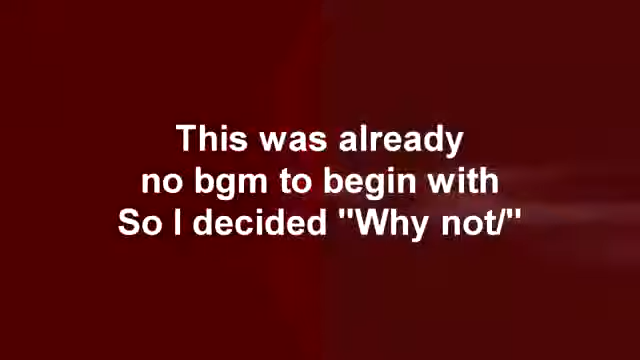 This was already
no bgm to begin with
So I decided "Why not/"